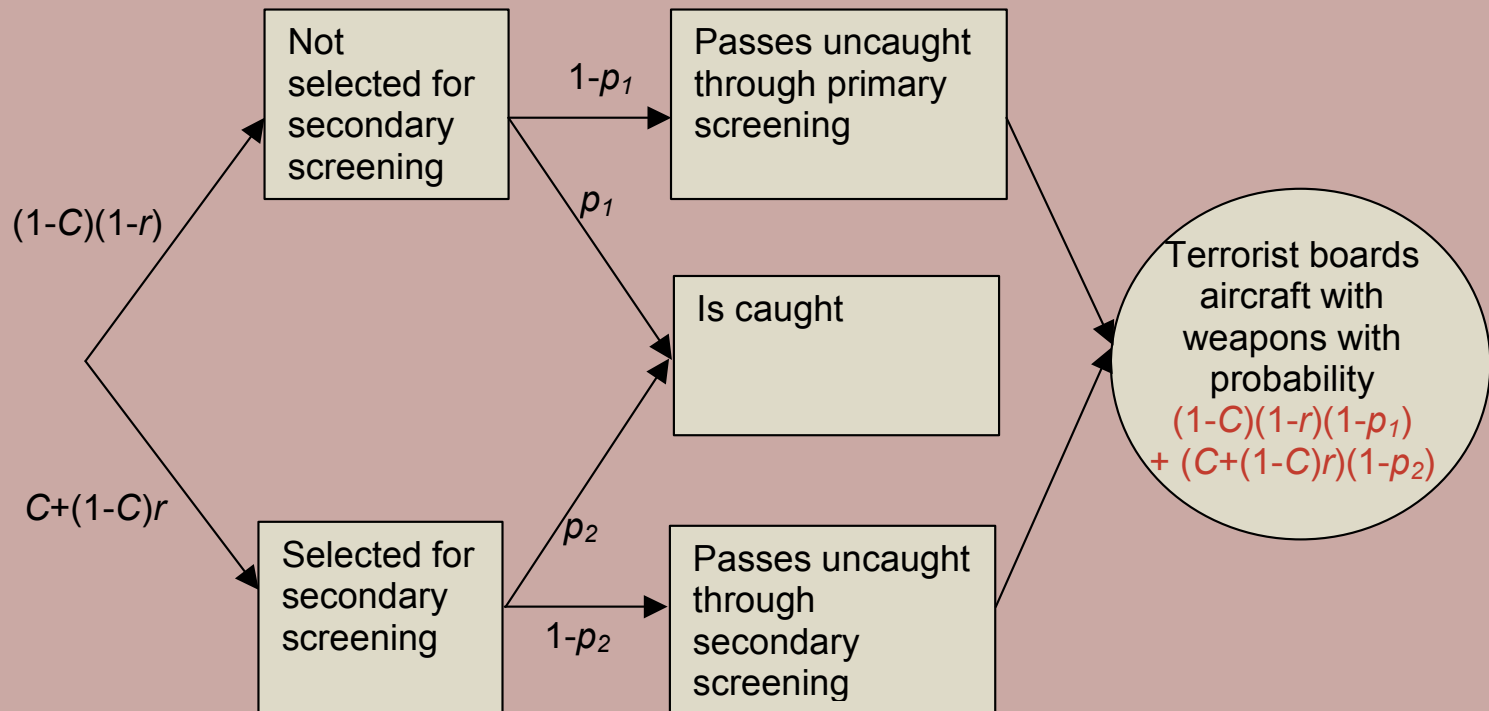 Not
selected for
secondary
screening
1-p₁
Passes uncaught
through primary
screening
(1-C)(1-r)
p₁
Is caught
Terrorist boards
aircraft with
weapons with
probability
(1-C)(1-r)(1-p₁)
+ (C+(1-C)r)(1-p₂)
C+(1-C)r
p₂
Selected for
secondary
screening
1-p₂
Passes uncaught
through
secondary
screening